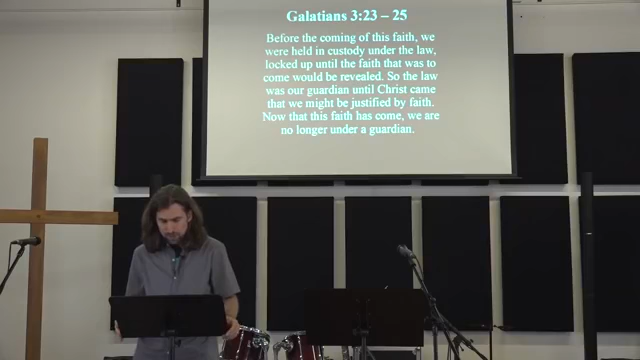 Galatians 3:23 – 25
Before the coming of this faith, we
were held in custody under the law,
locked up until the faith that was to
come would be revealed. So the law
was our guardian until Christ came
that we might be justified by faith.
Now that this faith has come, we are
no longer under a guardian.